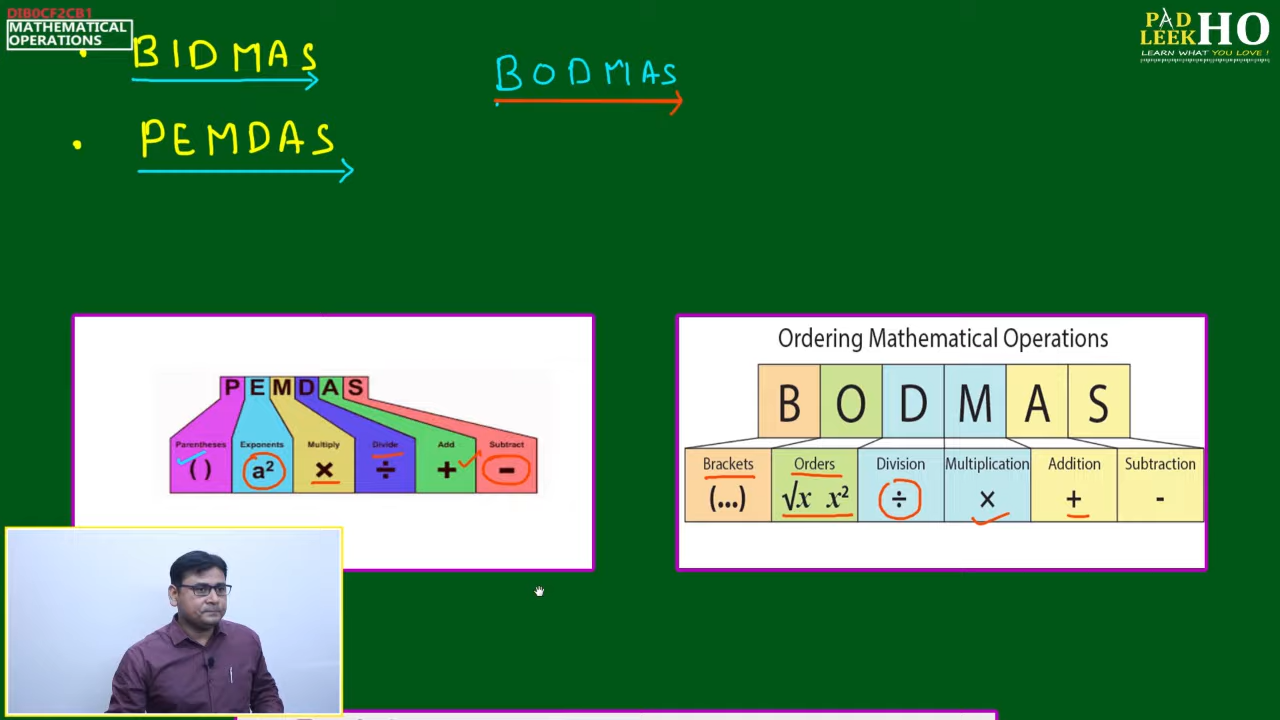 DIB0CF2CB1
MATHEMATICAL
OPERATIONS
PAD
LEEK HO
LEARN WHAT YOU LOVE !
• BIDMAS
BODMAS
• PEMDAS
PEMDAS
Parentheses Exponents Multiply Divide Add Subtract
( ) a² × ÷ + -
Ordering Mathematical Operations
B O D M A S
Brackets Orders Division Multiplication Addition Subtraction
(...) √x x² ÷ × + -